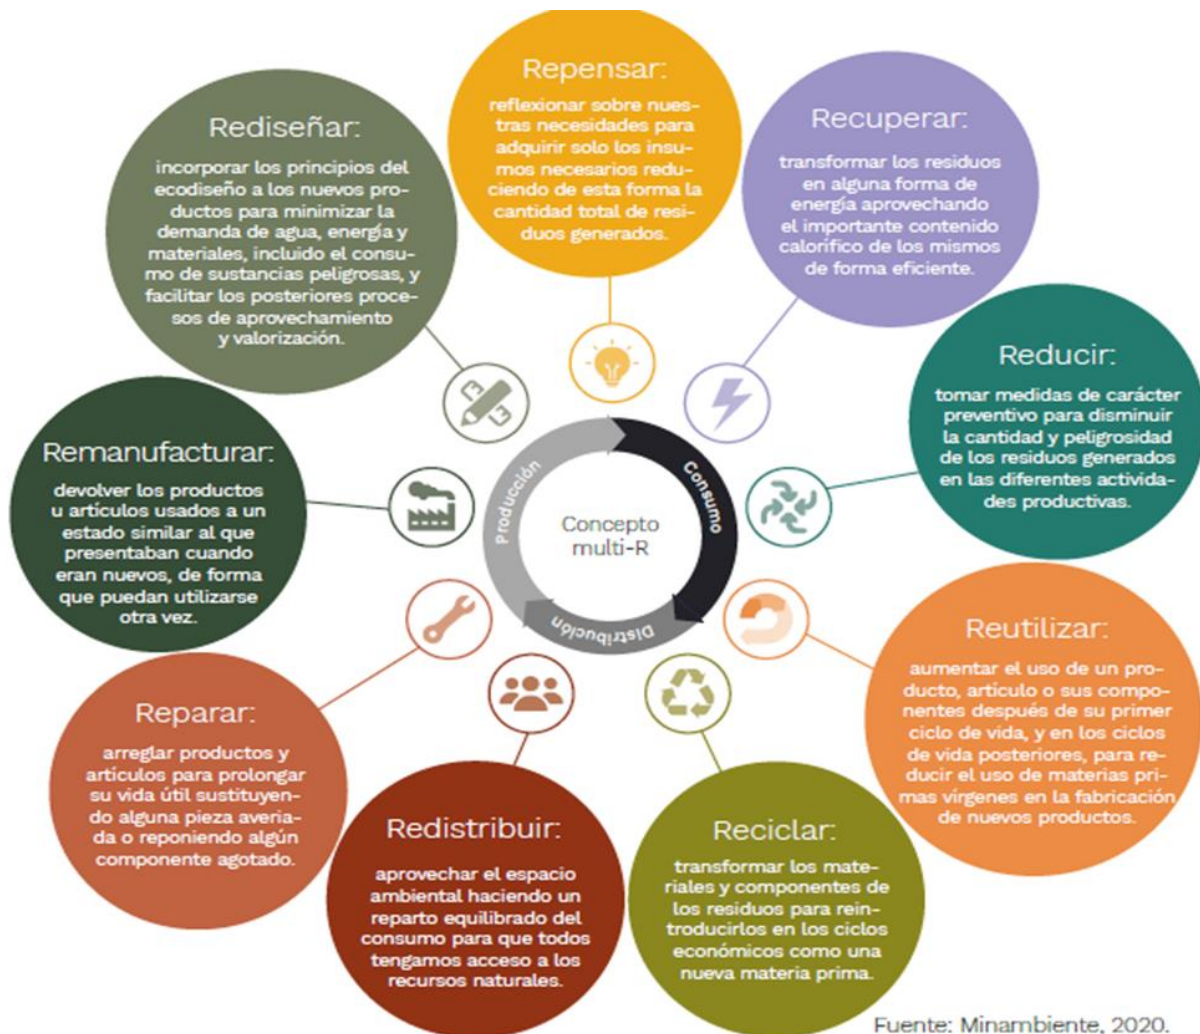 Repensar:
reflexionar sobre nues-
tras necesidades para
adquirir solo los insu-
mos necesarios redu-
ciendo de esta forma la
cantidad total de resi-
duos generados.
Recuperar:
transformar los residuos
en alguna forma de
energía aprovechando
el importante contenido
calorífico de los mismos
de forma eficiente.
Reducir:
tomar medidas de carácter
preventivo para disminuir
la cantidad y peligrosidad
de los residuos generados
en las diferentes activida-
des productivas.
Reutilizar:
aumentar el uso de un pro-
ducto, artículo o sus compo-
nentes después de su primer
ciclo de vida, y en los ciclos
de vida posteriores, para re-
ducir el uso de materias pri-
mas vírgenes en la fabricación
de nuevos productos.
Reciclar:
transformar los mate-
riales y componentes de
los residuos para rein-
troducirlos en los ciclos
económicos como una
nueva materia prima.
Redistribuir:
aprovechar el espacio
ambiental haciendo un
reparto equilibrado del
consumo para que todos
tengamos acceso a los
recursos naturales.
Reparar:
arreglar productos y
artículos para prolongar
su vida útil sustituyen-
do alguna pieza averia-
da o reponiendo algún
componente agotado.
Remanufacturar:
devolver los productos
u artículos usados a un
estado similar al que
presentaban cuando
eran nuevos, de forma
que puedan utilizarse
otra vez.
Rediseñar:
incorporar los principios del
ecodiseño a los nuevos pro-
ductos para minimizar la
demanda de agua, energía y
materiales, incluido el consu-
mo de sustancias peligrosas, y
facilitar los posteriores proce-
sos de aprovechamiento
y valorización.
Producción
Consumo
Distribución
Concepto
multi-R
Fuente: Minambiente, 2020.